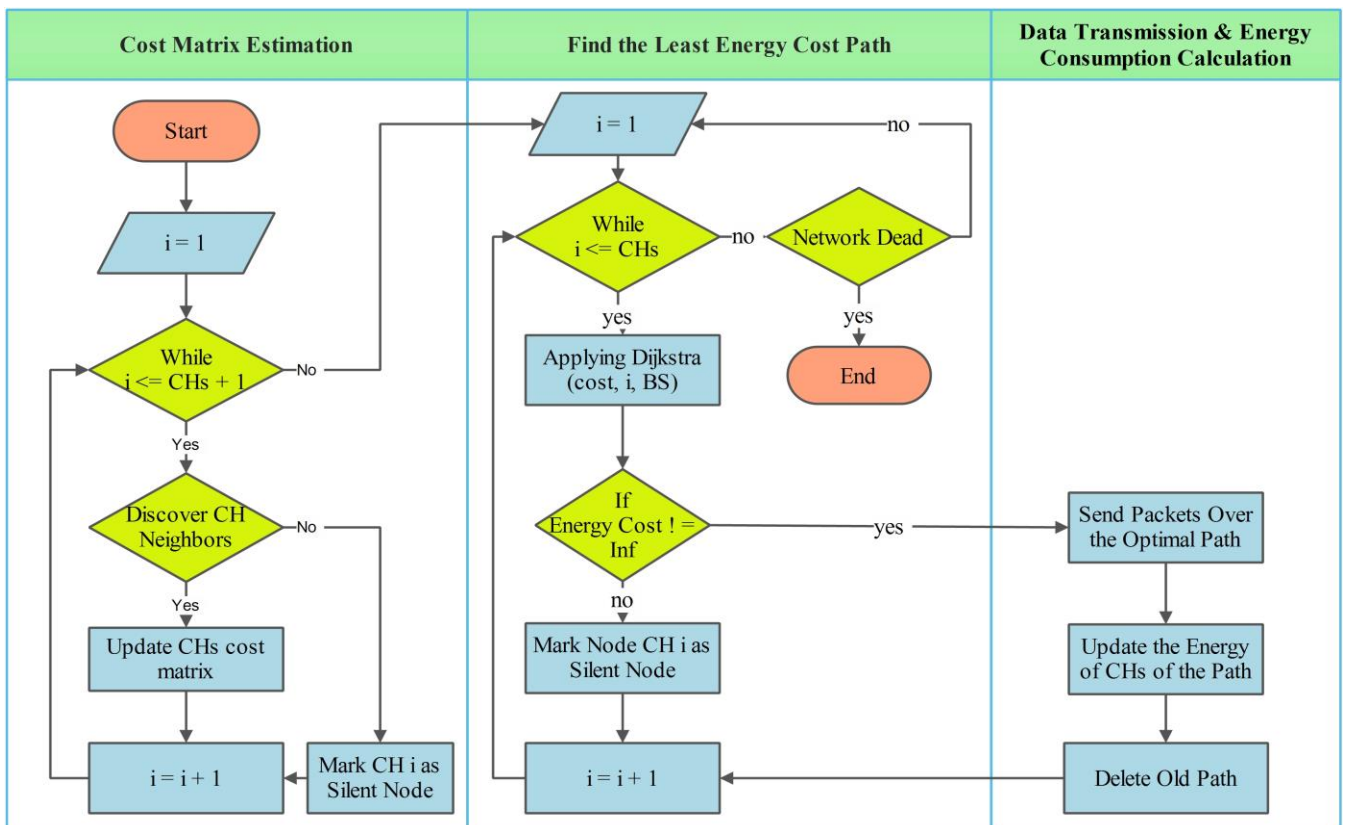 Cost Matrix Estimation
Find the Least Energy Cost Path
Data Transmission & Energy
Consumption Calculation
Start
i = 1
While
i <= CHs + 1
No
Yes
Discover CH
Neighbors
No
Yes
Update CHs cost
matrix
i = i + 1
Mark CH i as
Silent Node
i = 1
no
While
i <= CHs
no
Network Dead
yes
yes
Applying Dijkstra
(cost, i, BS)
End
If
Energy Cost ! =
Inf
yes
no
Mark Node CH i as
Silent Node
i = i + 1
Send Packets Over
the Optimal Path
Update the Energy
of CHs of the Path
Delete Old Path